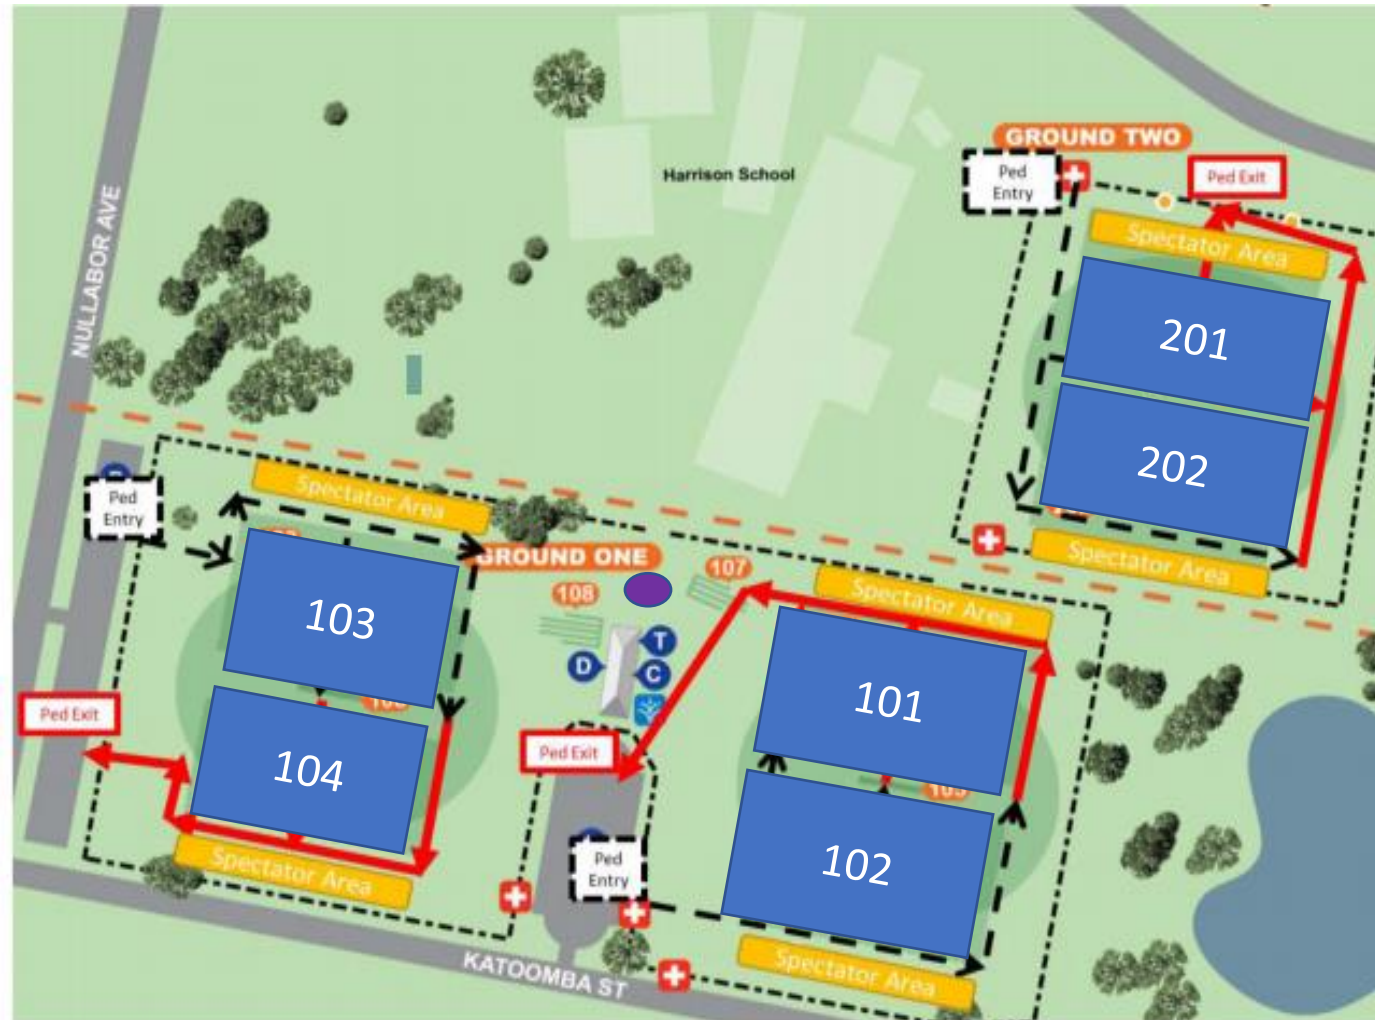 GROUND TWO
Ped
Entry
Ped Exit
Harrison School
Spectator Area
201
NULLABOR AVE
202
Spectator Area
Ped
Entry
Spectator Area
GROUND ONE
107
108
Spectator Area
103
T
D
C
101
Ped Exit
Ped Exit
104
105
Ped
Entry
102
Spectator Area
Spectator Area
KATOOMBA ST